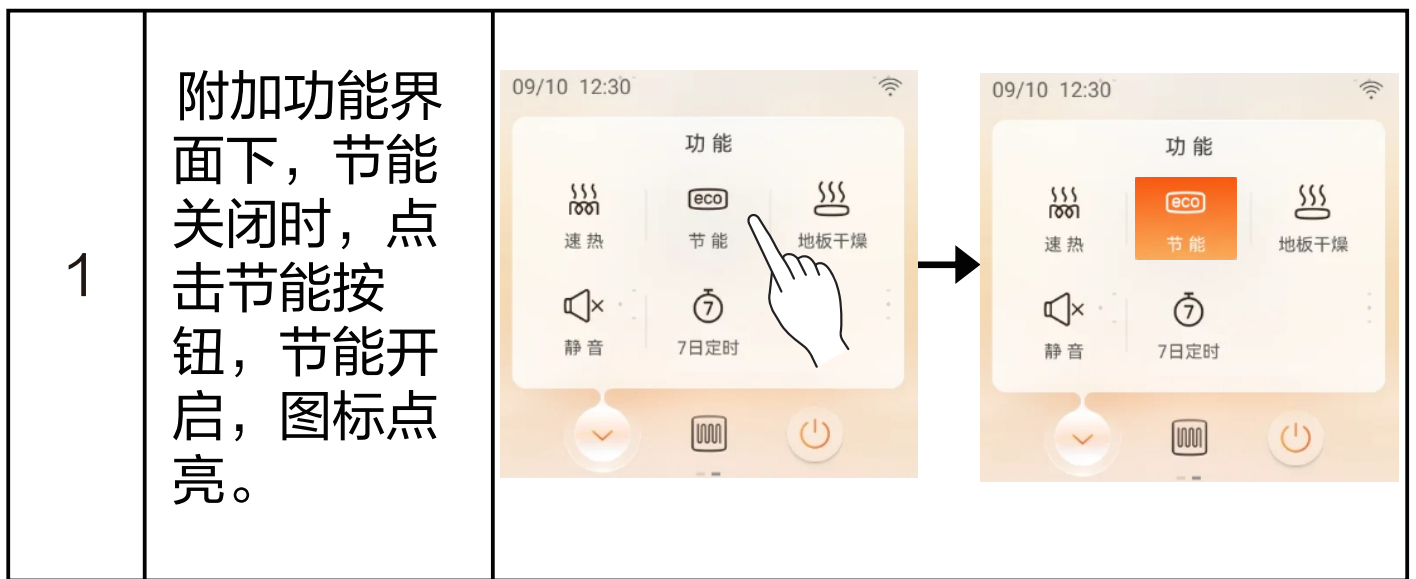 1
附加功能界
面下，节能
关闭时，点
击节能按
钮，节能开
启，图标点
亮。
09/10 12:30
功能
eco
速热 节能 地板干燥
7
静音 7日定时
09/10 12:30
功能
eco
速热 节能 地板干燥
7
静音 7日定时